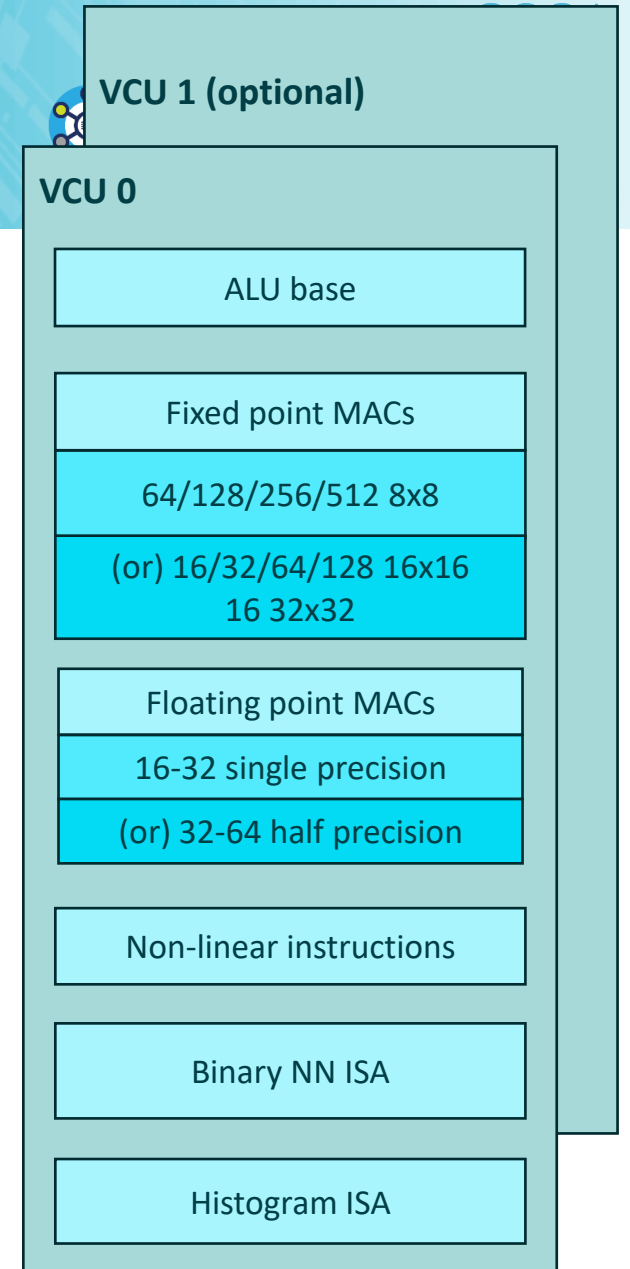 VCU 1 (optional)
VCU 0
ALU base
Fixed point MACs
64/128/256/512 8x8
(or) 16/32/64/128 16x16
16 32x32
Floating point MACs
16-32 single precision
(or) 32-64 half precision
Non-linear instructions
Binary NN ISA
Histogram ISA